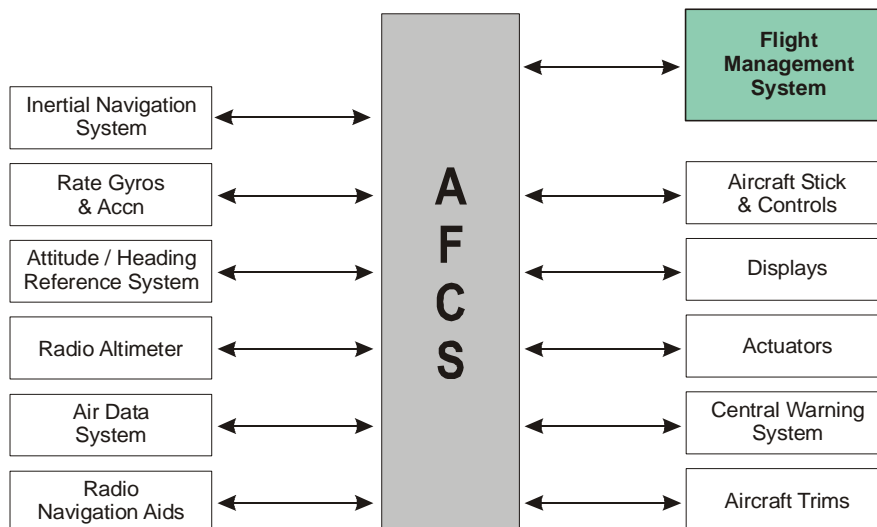 Flight
Management
System
Inertial Navigation
System
Rate Gyros
& Accn
Attitude / Heading
Reference System
Radio Altimeter
Air Data
System
Radio
Navigation Aids
A
F
C
S
Aircraft Stick
& Controls
Displays
Actuators
Central Warning
System
Aircraft Trims